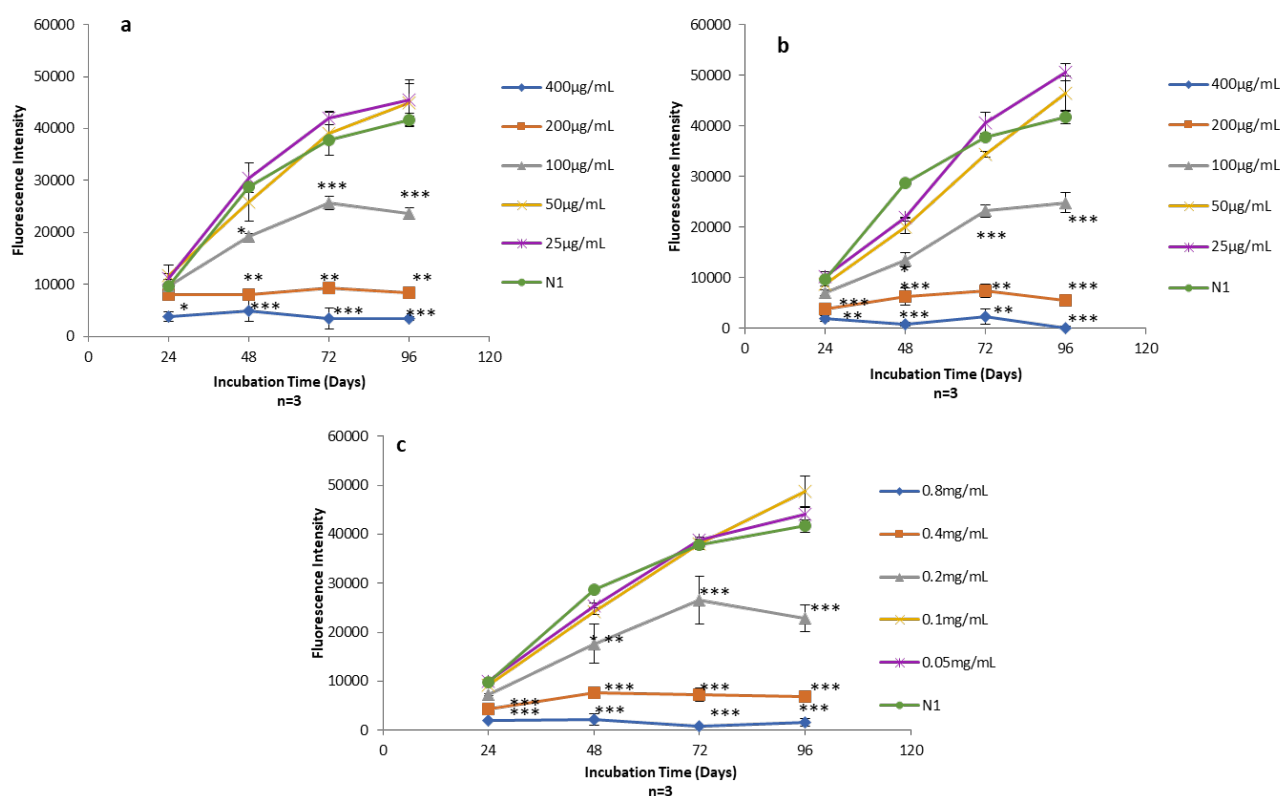 a
Fluorescence Intensity
60000
50000
40000
30000
20000
10000
0
0
24
48
72
96
120
Incubation Time (Days)
n=3
*
***
***
*
**
**
**
*
***
***
***
400µg/mL
200µg/mL
100µg/mL
50µg/mL
25µg/mL
N1
b
Fluorescence Intensity
60000
50000
40000
30000
20000
10000
0
0
24
48
72
96
120
Incubation Time (Days)
n=3
*
***
***
***
***
**
***
**
***
**
***
400µg/mL
200µg/mL
100µg/mL
50µg/mL
25µg/mL
N1
c
Fluorescence Intensity
60000
50000
40000
30000
20000
10000
0
0
24
48
72
96
120
Incubation Time (Days)
n=3
* **
***
***
***
***
***
***
***
***
***
***
0.8mg/mL
0.4mg/mL
0.2mg/mL
0.1mg/mL
0.05mg/mL
N1